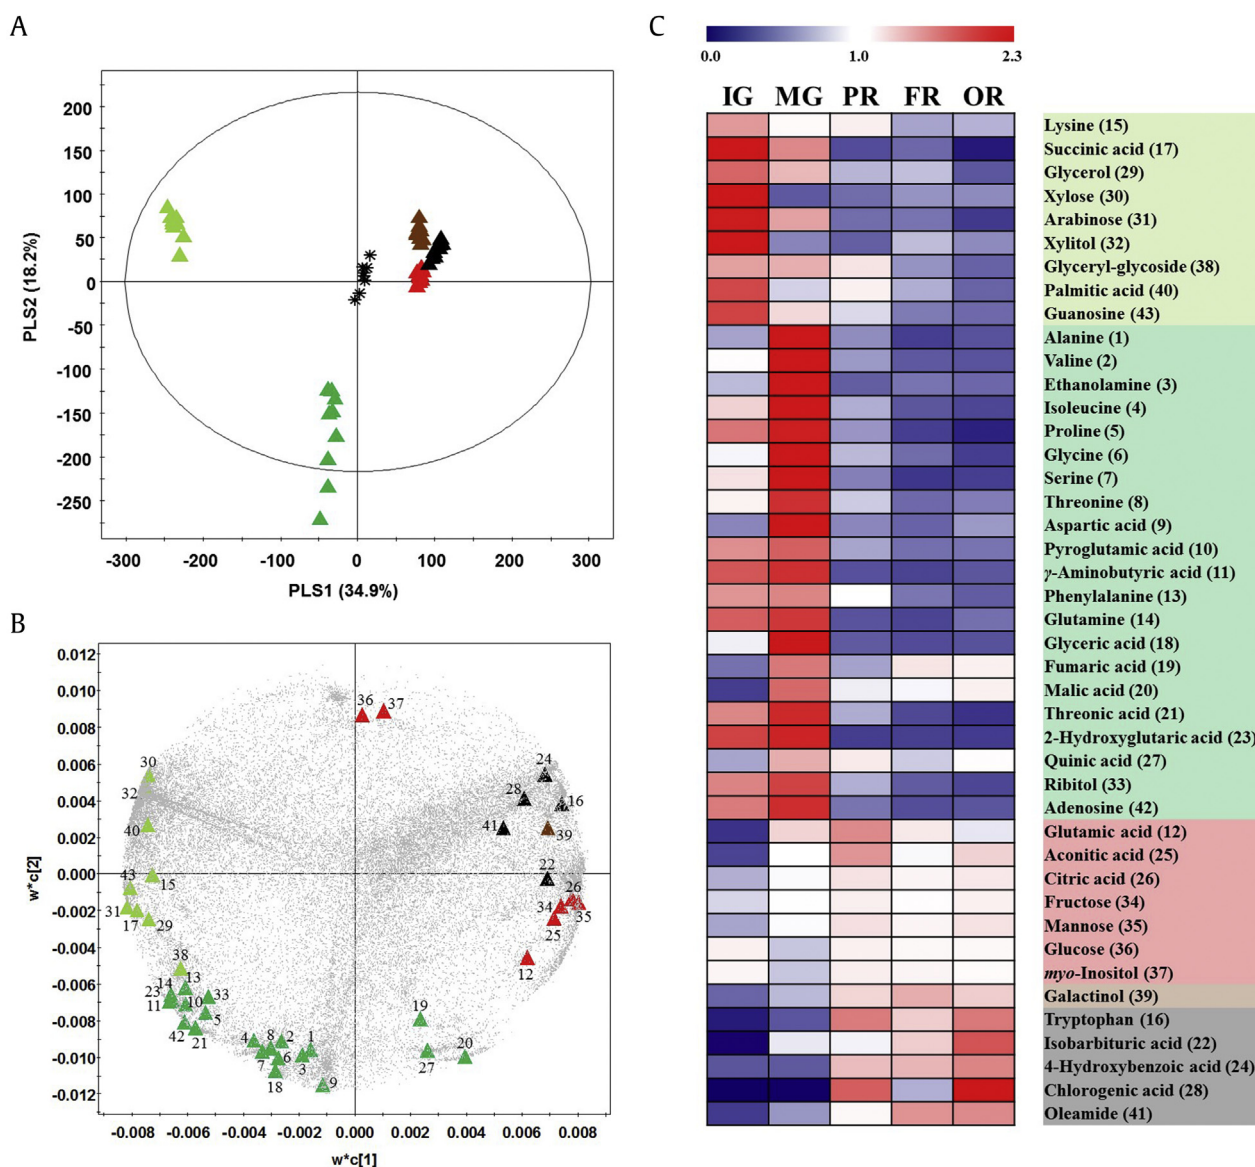 A
PLS2 (18.2%)
200
150
100
50
0
-50
-100
-150
-200
-250
-300 -200 -100 0 100 200 300
PLS1 (34.9%)
B
w*c[2]
0.012
0.010
0.008
0.006
0.004
0.002
0.000
-0.002
-0.004
-0.006
-0.008
-0.010
-0.012
36 37
30
24
32
28
16
40
41
39
43
15
22
26
31
17
29
34
35
25
38
12
14 13
23
33
11
10
5
19
42
21
4 8 2 1
20
7 6 3
27
18
9
-0.008 -0.006 -0.004 -0.002 0.000 0.002 0.004 0.006 0.008
w*c[1]
C
0.0 1.0 2.3
IG MG PR FR OR
Lysine (15)
Succinic acid (17)
Glycerol (29)
Xylose (30)
Arabinose (31)
Xylitol (32)
Glyceryl-glycoside (38)
Palmitic acid (40)
Guanosine (43)
Alanine (1)
Valine (2)
Ethanolamine (3)
Isoleucine (4)
Proline (5)
Glycine (6)
Serine (7)
Threonine (8)
Aspartic acid (9)
Pyroglutamic acid (10)
γ-Aminobutyric acid (11)
Phenylalanine (13)
Glutamine (14)
Glyceric acid (18)
Fumaric acid (19)
Malic acid (20)
Threonic acid (21)
2-Hydroxyglutaric acid (23)
Quinic acid (27)
Ribitol (33)
Adenosine (42)
Glutamic acid (12)
Aconitic acid (25)
Citric acid (26)
Fructose (34)
Mannose (35)
Glucose (36)
myo-Inositol (37)
Galactinol (39)
Tryptophan (16)
Isobarbituric acid (22)
4-Hydroxybenzoic acid (24)
Chlorogenic acid (28)
Oleamide (41)